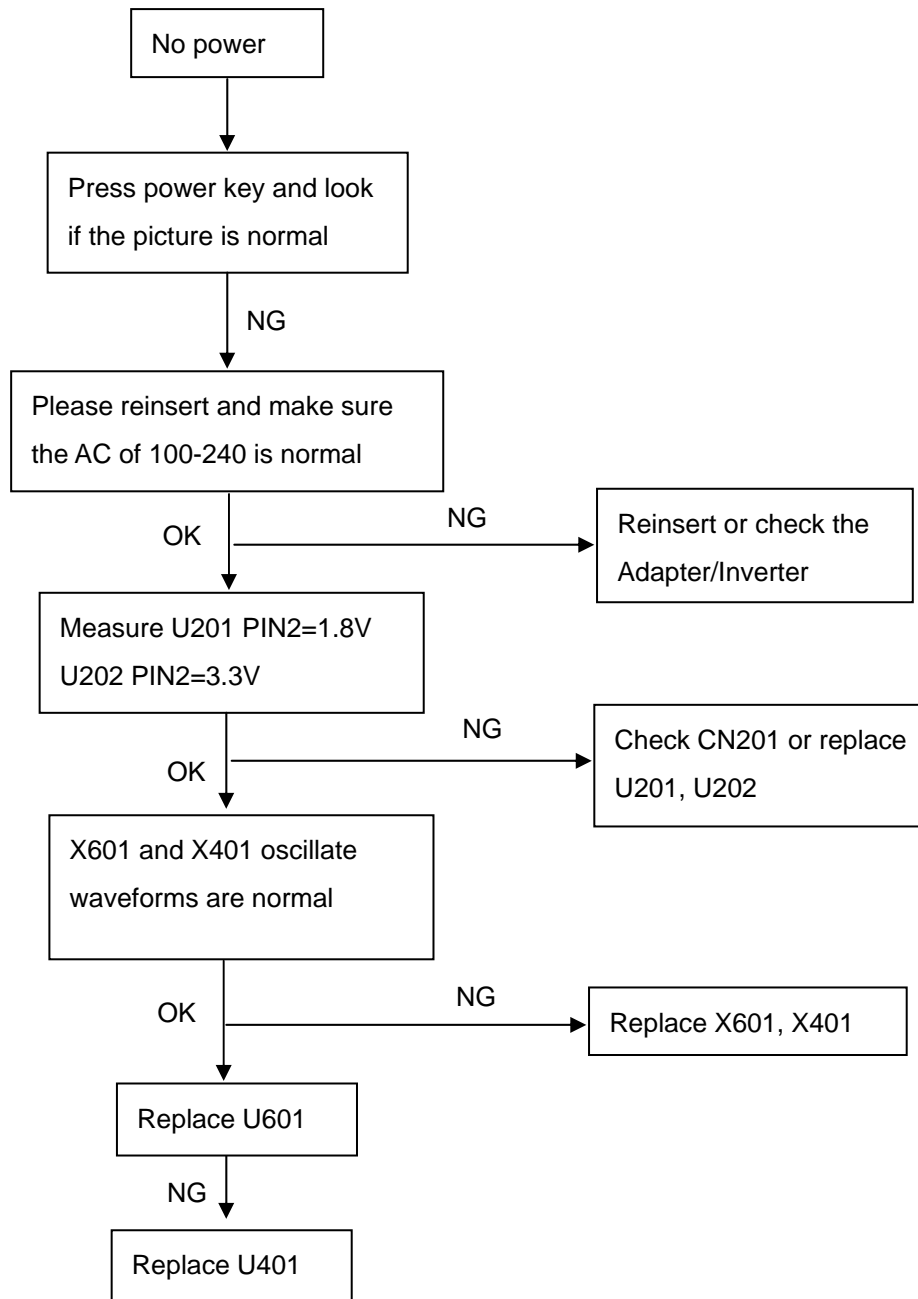 No power
Press power key and look
if the picture is normal
NG
Please reinsert and make sure
the AC of 100-240 is normal
OK
NG
Reinsert or check the
Adapter/Inverter
Measure U201 PIN2=1.8V
U202 PIN2=3.3V
OK
NG
Check CN201 or replace
U201, U202
X601 and X401 oscillate
waveforms are normal
OK
NG
Replace X601, X401
Replace U601
NG
Replace U401